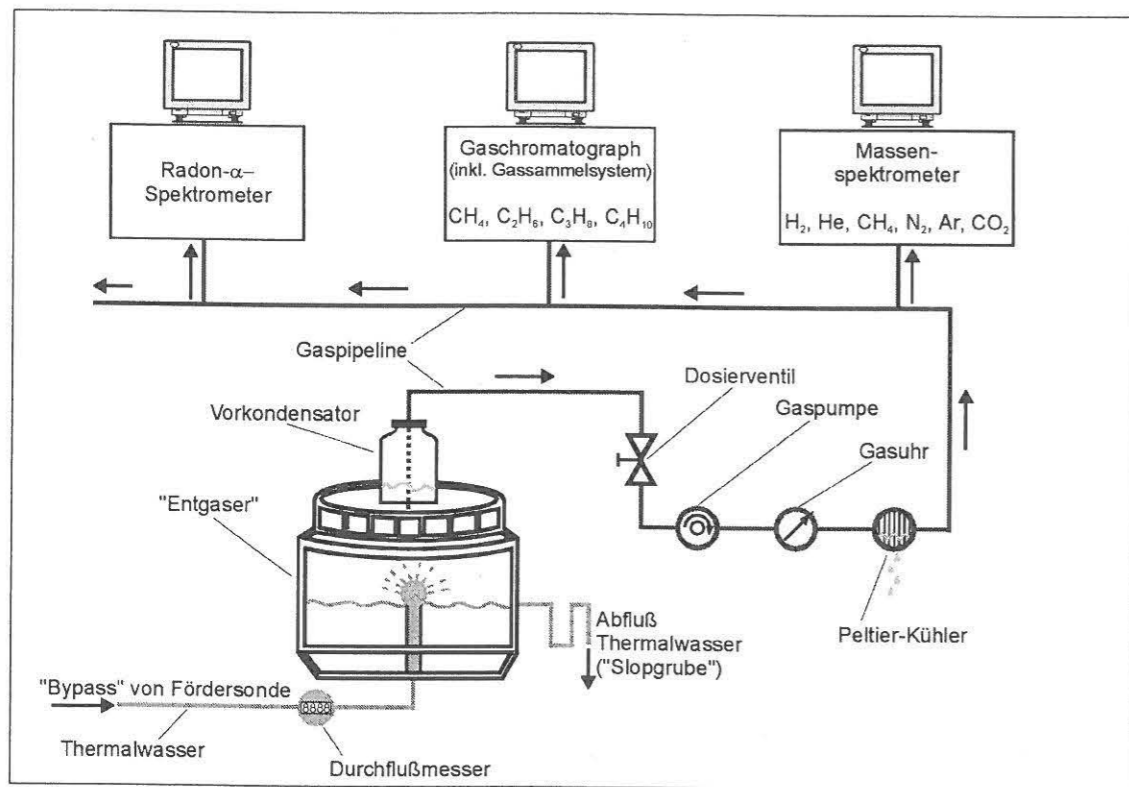 Radon-α–
Spektrometer
Gaschromatograph
(inkl. Gassammelsystem)
CH₄, C₂H₆, C₃H₈, C₄H₁₀
Massen-
spektrometer
H₂, He, CH₄, N₂, Ar, CO₂
Gaspipeline
Dosierventil
Vorkondensator
Gaspumpe
Gasuhr
"Entgaser"
Peltier-Kühler
Abfluß
Thermalwasser
("Slopgrube")
"Bypass" von Fördersonde
8888
Thermalwasser
Durchflußmesser